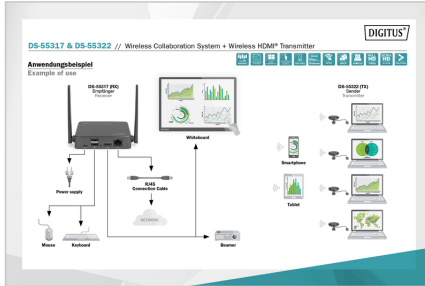 DIGITUS®
DS-55317 & DS-55322 // Wireless Collaboration System + Wireless HDMI® Transmitter
Anwendungsbeispiel
Example of use
DS-55317 (RX)
Empfänger
Receiver
DS-55322 (TX)
Sender
Transmitter
Whiteboard
Smartphone
Power supply
RJ45
Connection Cable
Tablet
NETWORK
Mouse
Keyboard
Beamer